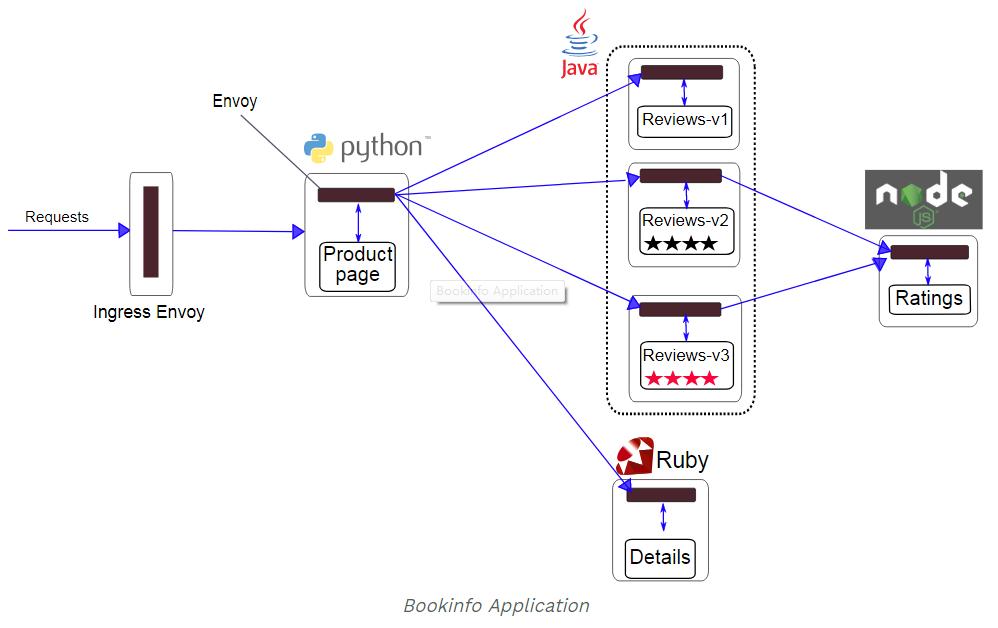 Java
Reviews-v1
Envoy
python™
Reviews-v2
node
JS
Requests
Product
page
Ratings
Bookinfo Application
Ingress Envoy
Reviews-v3
Ruby
Details
Bookinfo Application